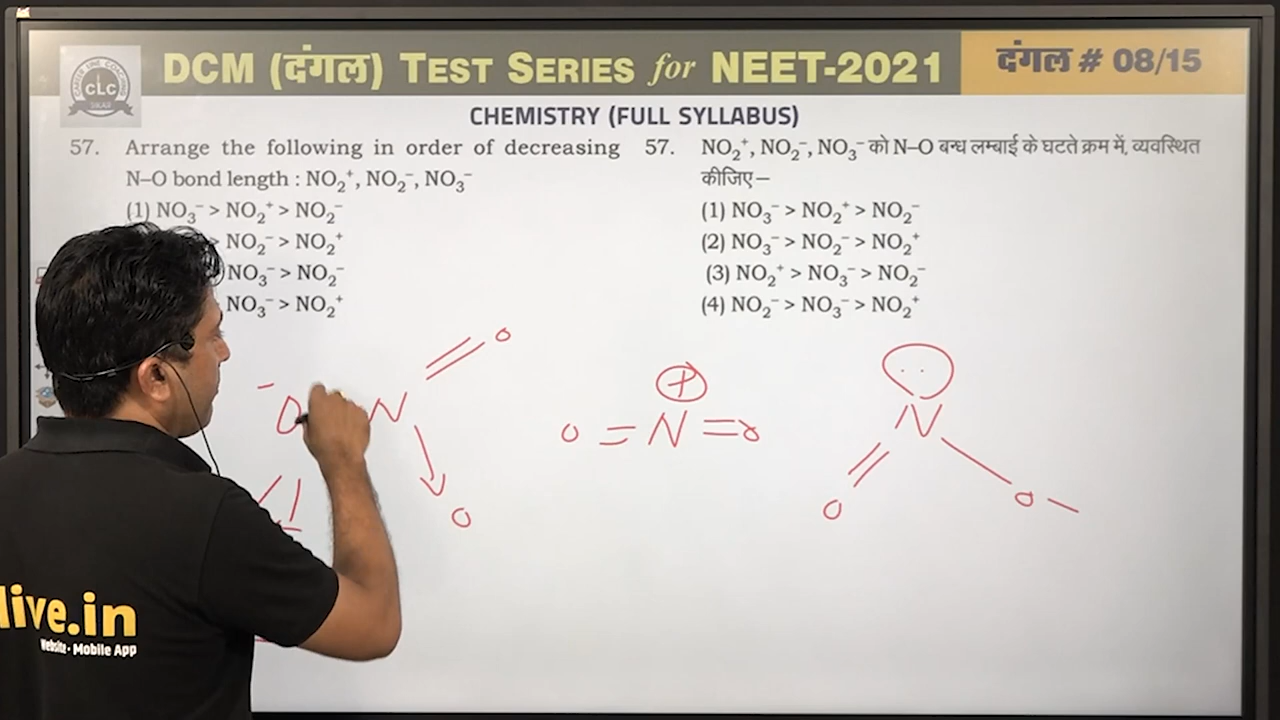 DCM (दंगल) TEST SERIES for NEET-2021
दंगल # 08/15
CLC
CHEMISTRY (FULL SYLLABUS)
57. Arrange the following in order of decreasing
N–O bond length : NO₂⁺, NO₂⁻, NO₃⁻
(1) NO₃⁻ > NO₂⁺ > NO₂⁻
> NO₂⁻ > NO₂⁺
NO₃⁻ > NO₂⁻
NO₃⁻ > NO₂⁺
57. NO₂⁺, NO₂⁻, NO₃⁻ को N–O बन्ध लम्बाई के घटते क्रम में, व्यवस्थित
कीजिए–
(1) NO₃⁻ > NO₂⁺ > NO₂⁻
(2) NO₃⁻ > NO₂⁻ > NO₂⁺
(3) NO₂⁺ > NO₃⁻ > NO₂⁻
(4) NO₂⁻ > NO₃⁻ > NO₂⁺
O
- O N
O
+
O = N = O
N
O O -
live.in
Website · Mobile App